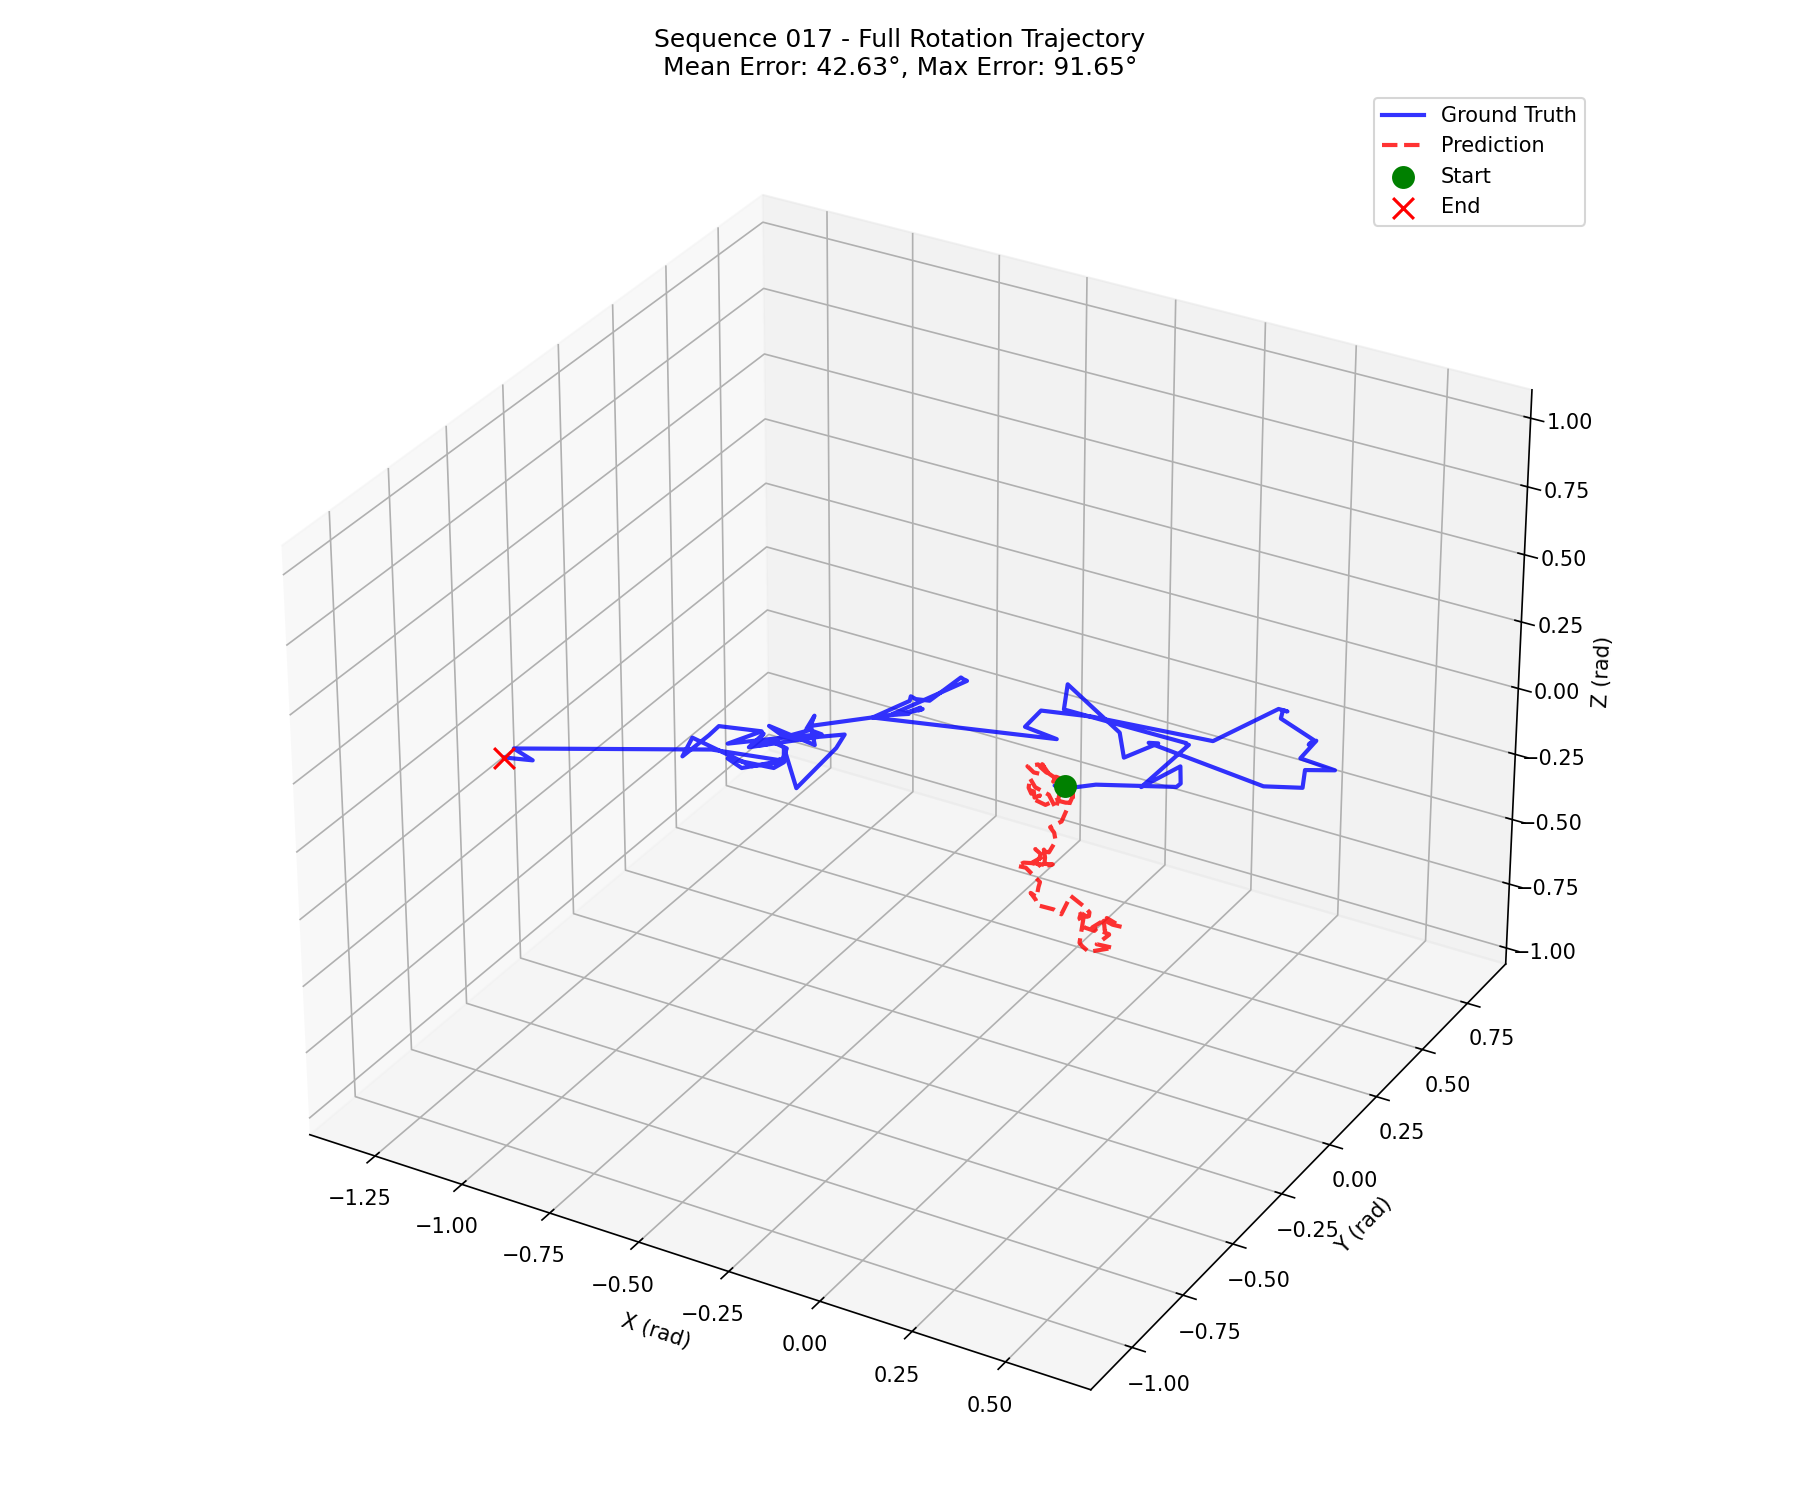 Sequence 017 - Full Rotation Trajectory
Mean Error: 42.63°, Max Error: 91.65°
Ground Truth
Prediction
Start
End
1.00
0.75
0.50
0.25
0.00
−0.25
−0.50
−0.75
−1.00
Z (rad)
0.75
0.50
0.25
0.00
−0.25
−0.50
−0.75
−1.00
Y (rad)
−1.25
−1.00
−0.75
−0.50
−0.25
0.00
0.25
0.50
X (rad)